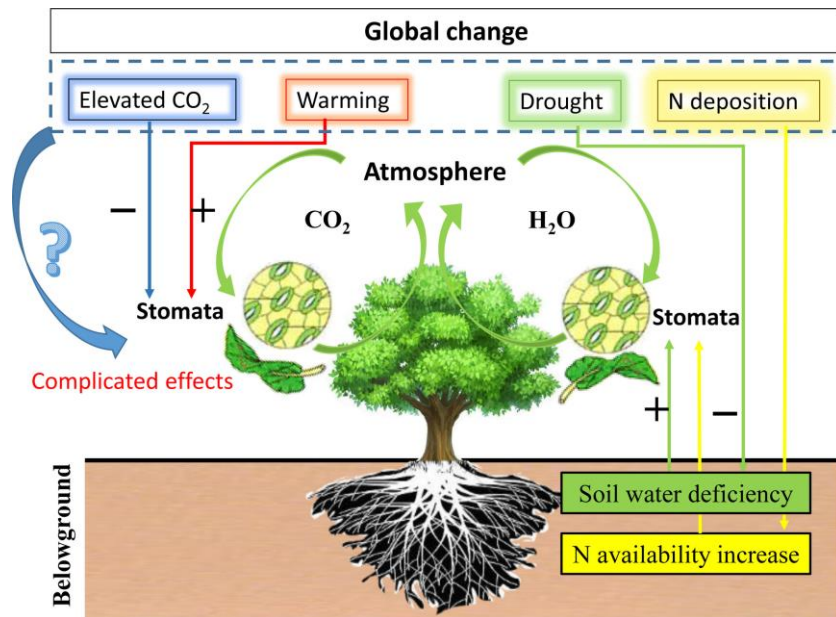 Global change
Elevated CO₂
Warming
Drought
N deposition
Atmosphere
CO₂
H₂O
−
+
?
Stomata
Stomata
Complicated effects
+
−
Belowground
Soil water deficiency
N availability increase